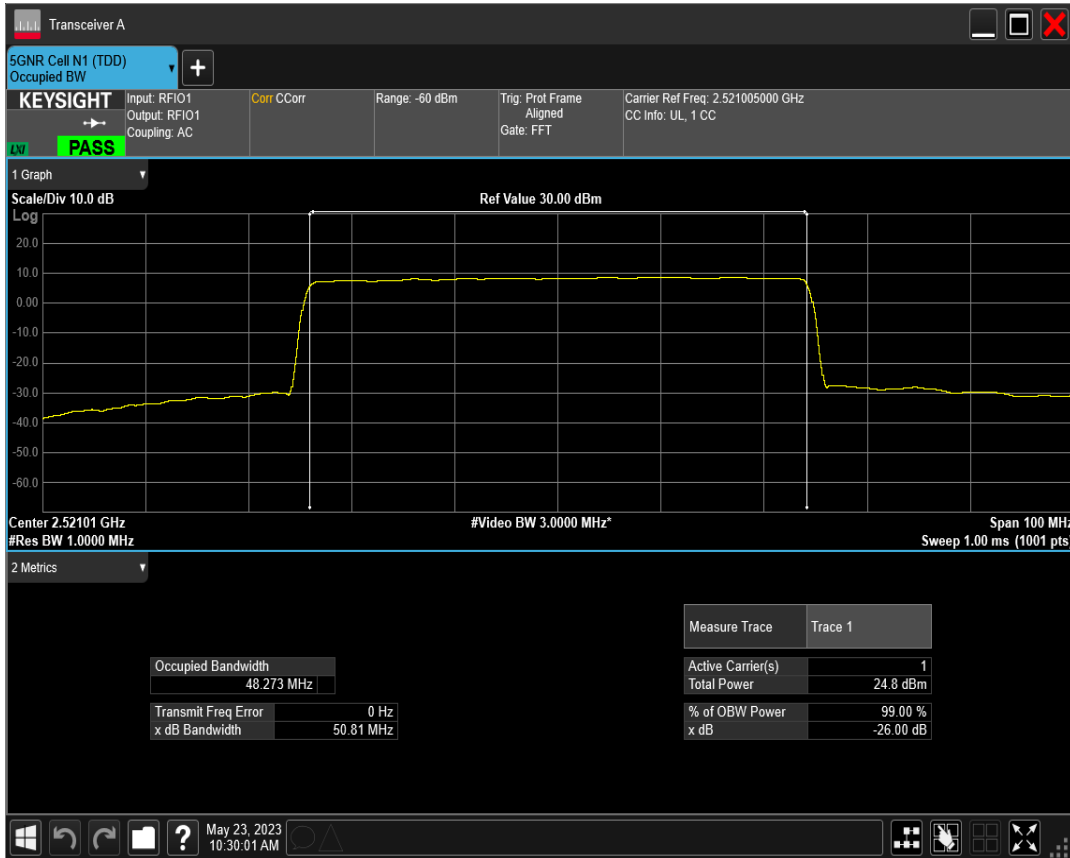 Transceiver A
5GNR Cell N1 (TDD)
Occupied BW
+
KEYSIGHT
LXI
PASS
Input: RFIO1
Output: RFIO1
Coupling: AC
Corr CCorr
Range: -60 dBm
Trig: Prot Frame
Aligned
Gate: FFT
Carrier Ref Freq: 2.521005000 GHz
CC Info: UL, 1 CC
1 Graph
Scale/Div 10.0 dB
Ref Value 30.00 dBm
Log
20.0
10.0
0.00
-10.0
-20.0
-30.0
-40.0
-50.0
-60.0
Center 2.52101 GHz
#Video BW 3.0000 MHz*
Span 100 MHz
#Res BW 1.0000 MHz
Sweep 1.00 ms (1001 pts)
2 Metrics
Measure Trace Trace 1
Occupied Bandwidth
48.273 MHz
Active Carrier(s) 1
Total Power 24.8 dBm
Transmit Freq Error 0 Hz
x dB Bandwidth 50.81 MHz
% of OBW Power 99.00 %
x dB -26.00 dB
?
May 23, 2023
10:30:01 AM